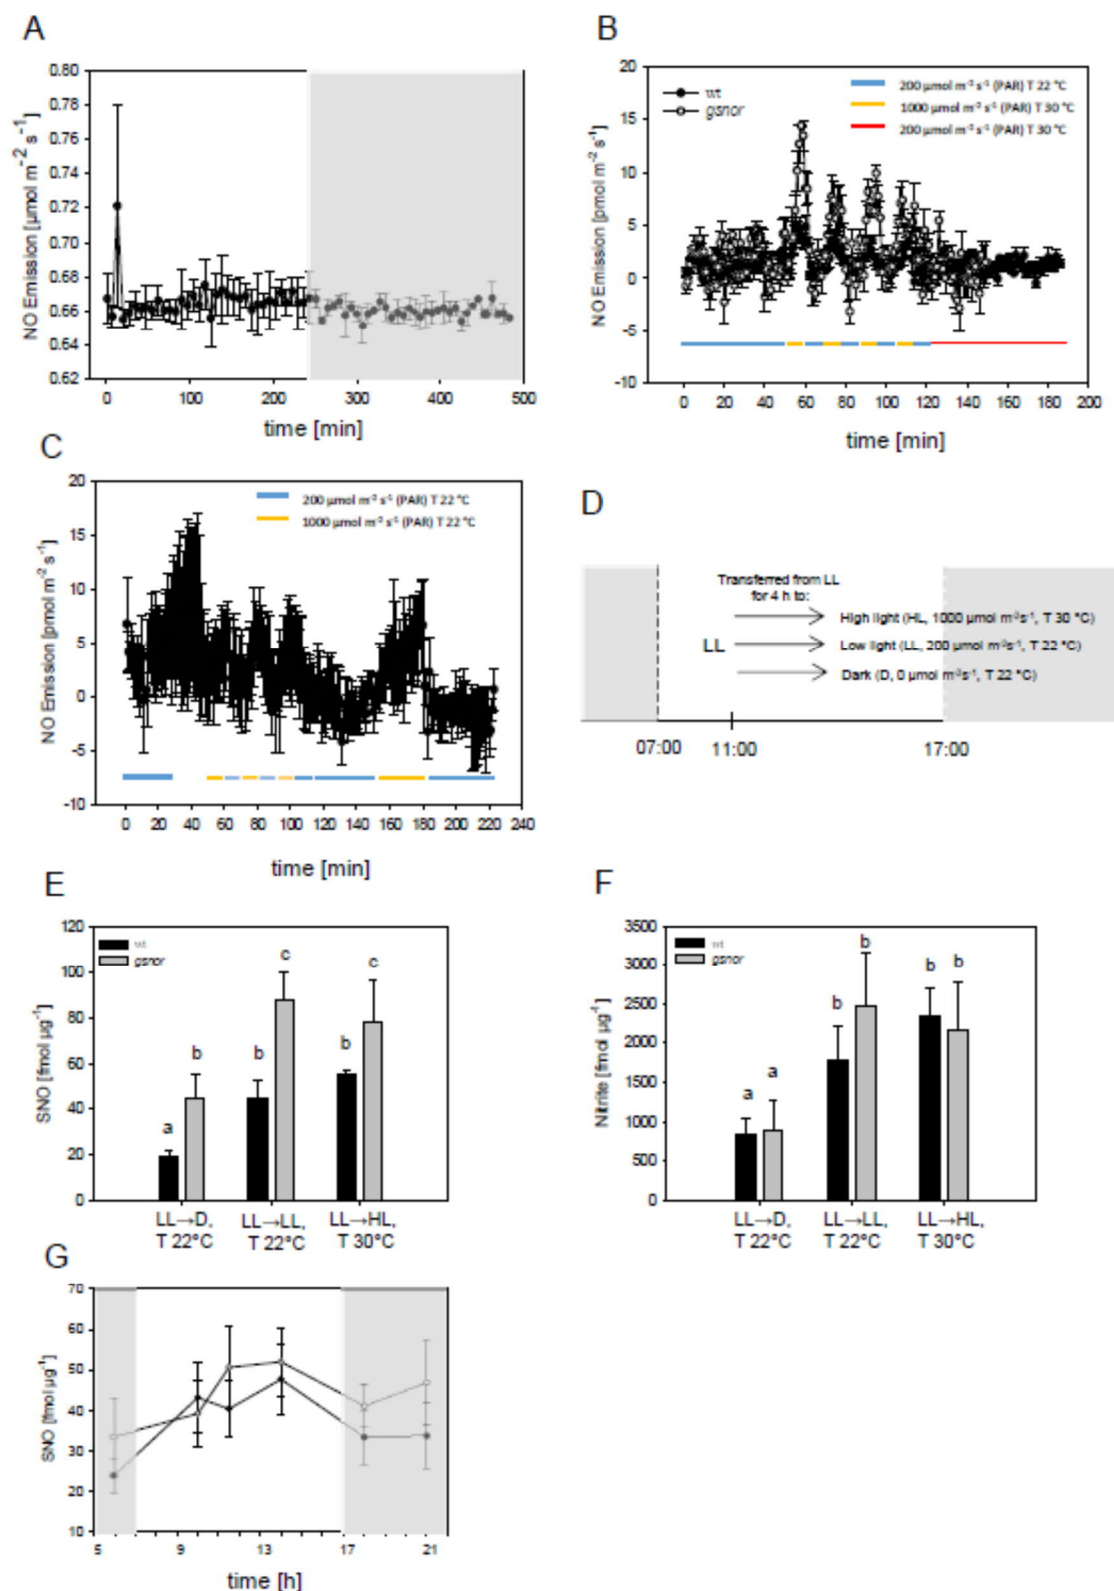 A
NO Emission [µmol m⁻² s⁻¹]
0.80
0.78
0.76
0.74
0.72
0.70
0.68
0.66
0.64
0.62
0 100 200 300 400 500
time [min]
B
NO Emission [pmol m⁻² s⁻¹]
20
15
10
5
0
-5
-10
wt
gsnor
200 µmol m⁻² s⁻¹ (PAR) T 22 °C
1000 µmol m⁻² s⁻¹ (PAR) T 30 °C
200 µmol m⁻² s⁻¹ (PAR) T 30 °C
0 20 40 60 80 100 120 140 160 180 200
time [min]
C
NO Emission [pmol m⁻² s⁻¹]
20
15
10
5
0
-5
-10
200 µmol m⁻² s⁻¹ (PAR) T 22 °C
1000 µmol m⁻² s⁻¹ (PAR) T 22 °C
0 20 40 60 80 100 120 140 160 180 200 220 240
time [min]
D
Transferred from LL
for 4 h to:
High light (HL, 1000 µmol m⁻²s⁻¹, T 30 °C)
LL
Low light (LL, 200 µmol m⁻²s⁻¹, T 22 °C)
Dark (D, 0 µmol m⁻²s⁻¹, T 22 °C)
07:00 11:00 17:00
E
SNO [fmol µg⁻¹]
120
100
80
60
40
20
0
wt
gsnor
a b b c b c
LL→D, LL→LL, LL→HL,
T 22°C T 22°C T 30°C
F
Nitrite [fmol µg⁻¹]
3500
3000
2500
2000
1500
1000
500
0
wt
gsnor
a a b b b b
LL→D, LL→LL, LL→HL,
T 22°C T 22°C T 30°C
G
SNO [fmol µg⁻¹]
70
60
50
40
30
20
10
5 9 13 17 21
time [h]